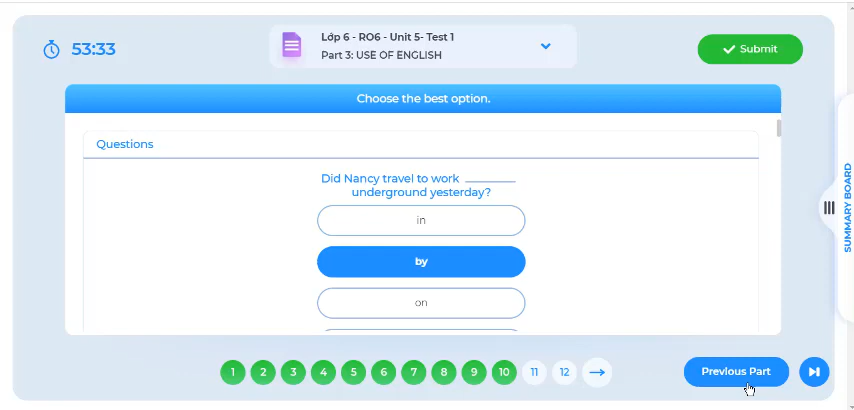 53:33
Lớp 6 - RO6 - Unit 5- Test 1
Part 3: USE OF ENGLISH
Submit
Choose the best option.
Questions
Did Nancy travel to work ________
underground yesterday?
in
by
on
SUMMARY BOARD
1 2 3 4 5 6 7 8 9 10 11 12
Previous Part